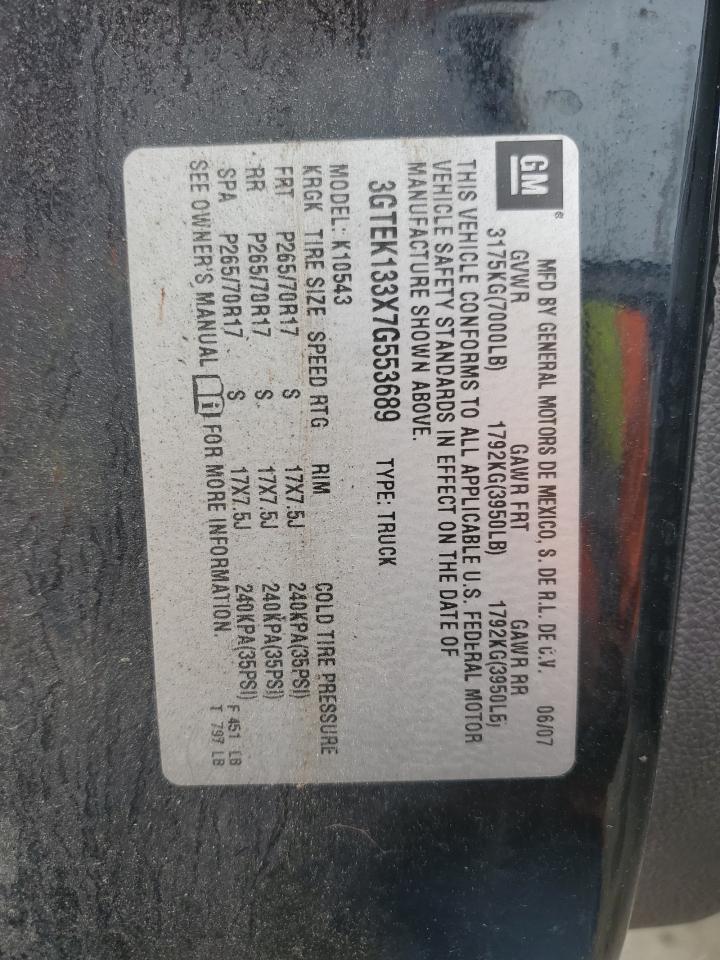 GM ®
MFD BY GENERAL MOTORS DE MEXICO, S. DE R.L. DE C.V. 06/07
GVWR GAWR FRT GAWR RR
3175KG(7000LB) 1792KG(3950LB) 1792KG(3950LB)
THIS VEHICLE CONFORMS TO ALL APPLICABLE U.S. FEDERAL MOTOR
VEHICLE SAFETY STANDARDS IN EFFECT ON THE DATE OF
MANUFACTURE SHOWN ABOVE.
3GTEK133X7G553689 TYPE: TRUCK
MODEL: K10543
KRGK TIRE SIZE SPEED RTG RIM COLD TIRE PRESSURE
FRT P265/70R17 S 17X7.5J 240KPA(35PSI)
RR P265/70R17 S 17X7.5J 240KPA(35PSI)
SPA P265/70R17 S 17X7.5J 240KPA(35PSI)
SEE OWNER'S MANUAL FOR MORE INFORMATION.
F 451 LB
T 797 LB